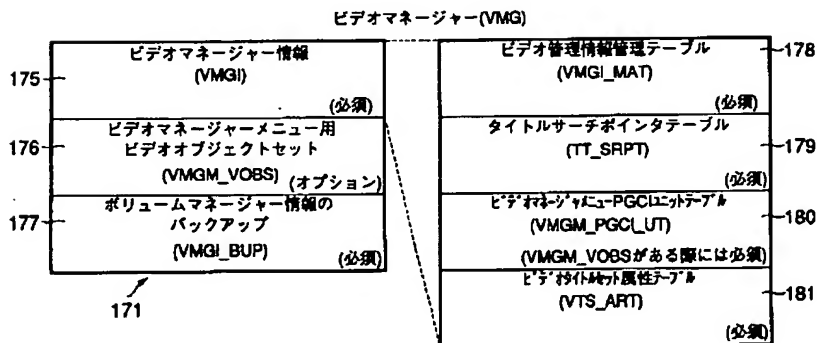 ビデオマネージャー(VMG)
175
ビデオマネージャー情報
(VMGI)
(必須)
176
ビデオマネージャーメニュー用
ビデオオブジェクトセット
(VMGM_VOBS)
(オプション)
177
ボリュームマネージャー情報の
バックアップ
(VMGI_BUP)
(必須)
171
ビデオ管理情報管理テーブル
(VMGI_MAT)
(必須)
178
タイトルサーチポインタテーブル
(TT_SRPT)
(必須)
179
ビデオマネージャメニューPGCIユニットテーブル
(VMGM_PGCI_UT)
(VMGM_VOBSがある際には必須)
180
ビデオタイトルセット属性テーブル
(VTS_ART)
(必須)
181